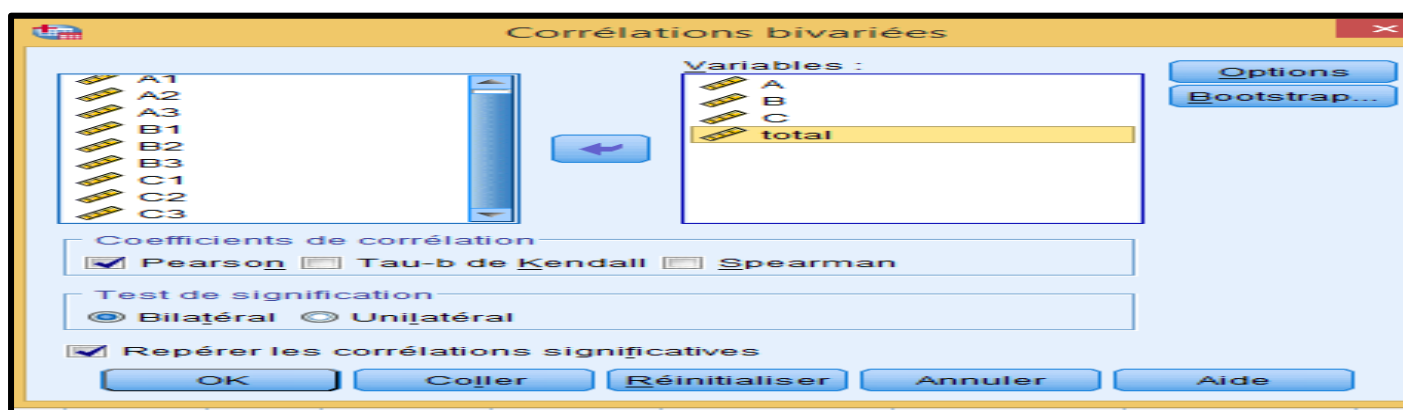 Corrélations bivariées
A1
A2
A3
B1
B2
B3
C1
C2
C3
Variables :
A
B
C
total
Options
Bootstrap...
Coefficients de corrélation
Pearson Tau-b de Kendall Spearman
Test de signification
Bilatéral Unilatéral
Repérer les corrélations significatives
OK Coller Réinitialiser Annuler Aide